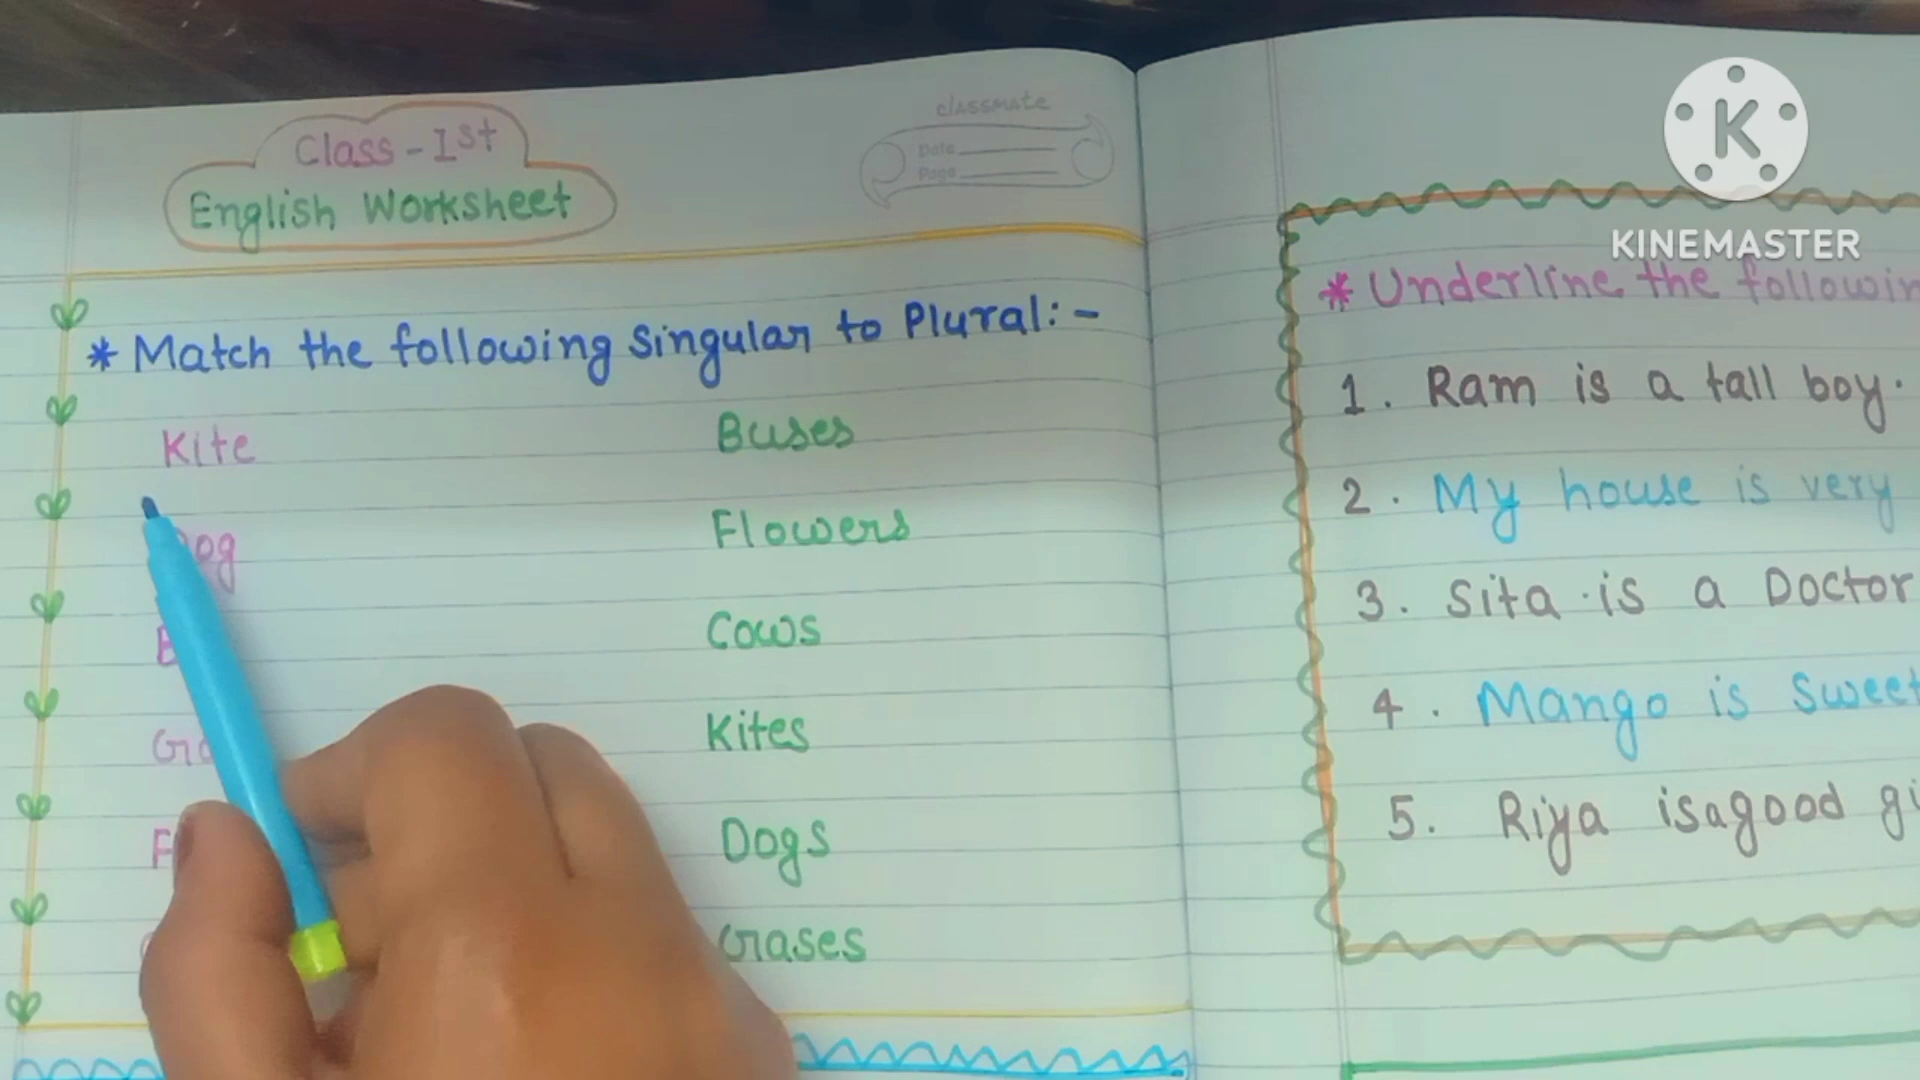 Class - 1st
English Worksheet
classmate
Date
Page
* Match the following Singular to Plural:-
Kite Buses
Flowers
Cows
Kites
Dogs
Gases
* Underline the
1. Ram is a tall boy.
2. My house is very
3. Sita is a Doctor
4. Mango is
5. Riya is a good
K
KINEMASTER